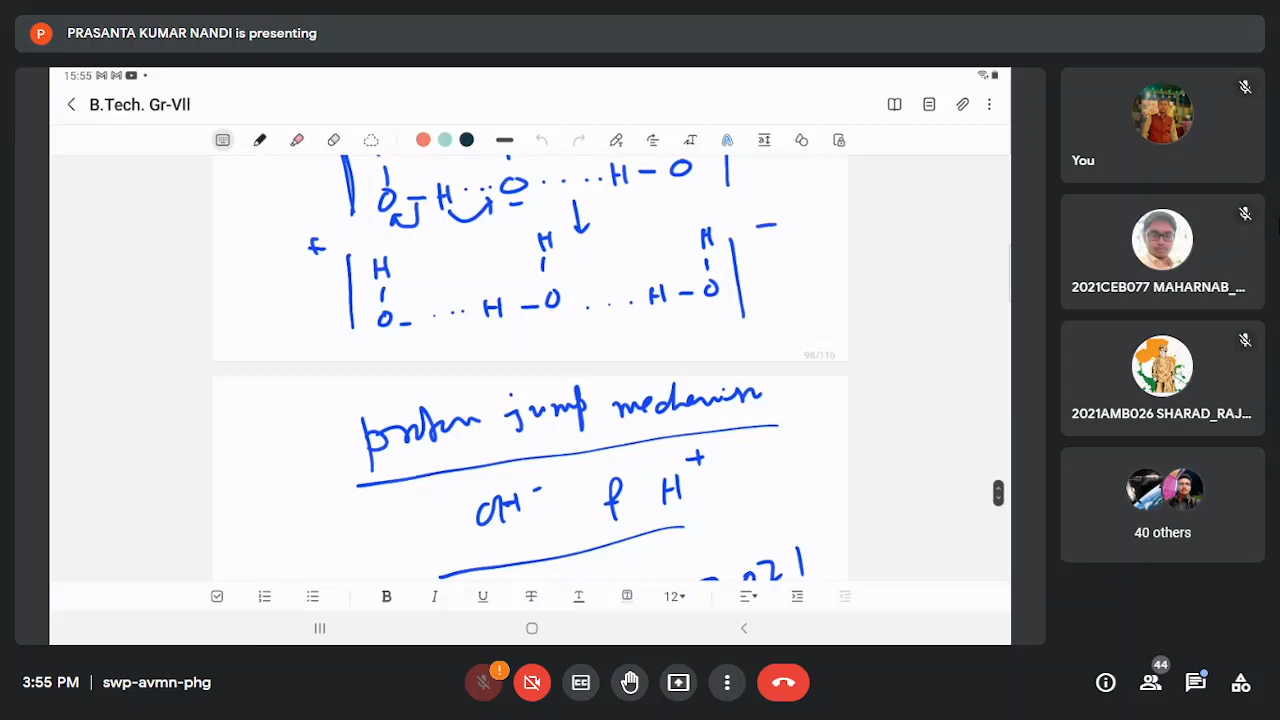 PRASANTA KUMAR NANDI is presenting
15:55
B.Tech. Gr-VII
O – H ... O .... H – O
+ –
H H H
O – .... H – O .... H – O
98/116
proton jump mechanism
OH⁻ & H⁺
2021
B I U T T T 12
You
2021CEB077 MAHARNAB_...
2021AMB026 SHARAD_RAJ...
40 others
3:55 PM | swp-avmn-phg
44